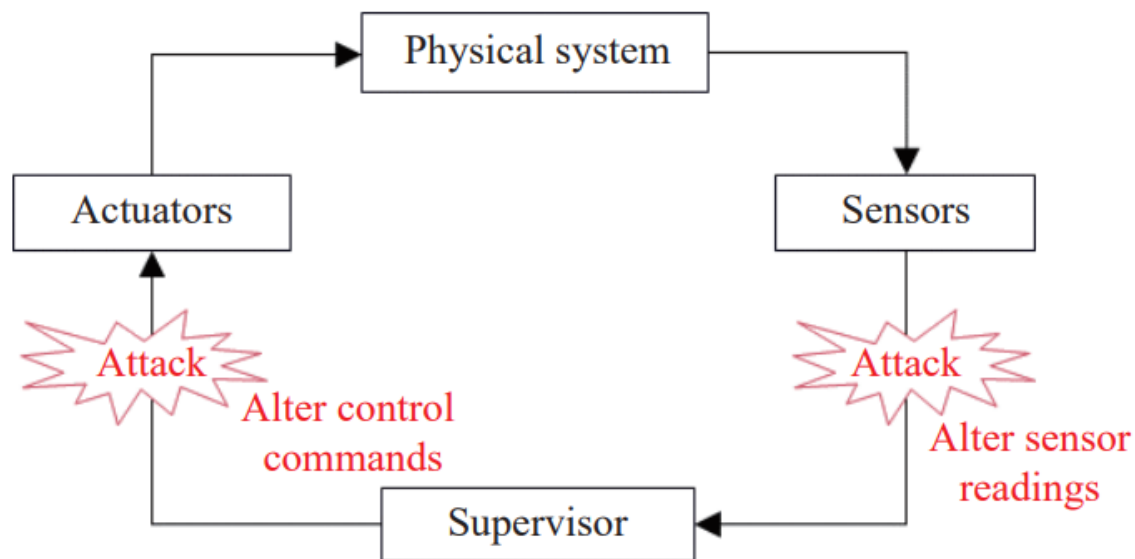 Physical system
Actuators
Sensors
Attack
Alter control
commands
Attack
Alter sensor
readings
Supervisor